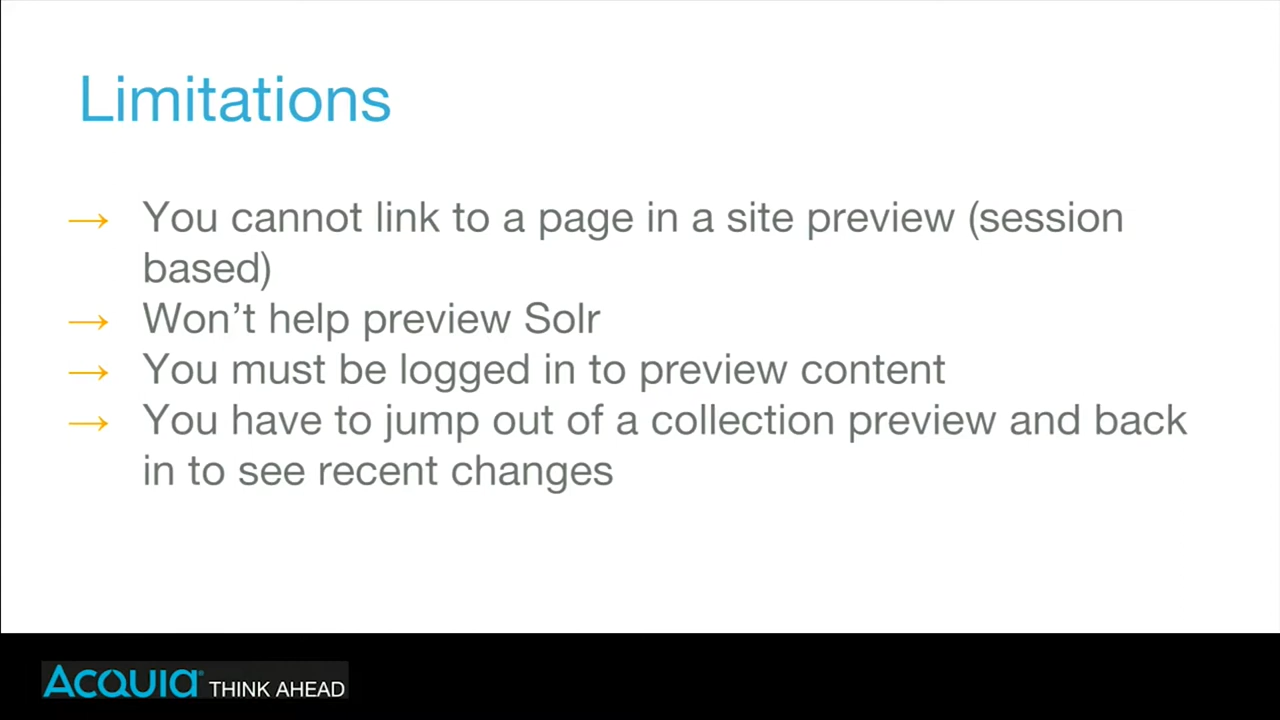 Limitations
→ You cannot link to a page in a site preview (session
based)
→ Won’t help preview Solr
→ You must be logged in to preview content
→ You have to jump out of a collection preview and back
in to see recent changes
ACQUIA® THINK AHEAD